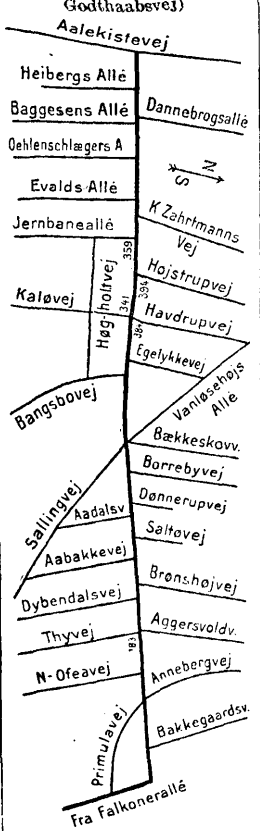 Godthaabsvej)
Aalekistevej
Heibergs Allé
Baggesens Allé
Dannebrogsallé
Oehlenschlægers A
N
S
Evalds Allé
K Zahrtmanns
Vej
Jernbaneallé
359
Højstrupvej
394
Kaløvej
Høgholtvej
341
Havdrupvej
Egelykkevej
Vanløsehøjs
Allé
Bangsbovej
Bækkeskovv.
Borrebyvej
Sallingvej
Dønnerupvej
Aadalsv.
Saltøvej
Aabakkevej
Brønshøjvej
Dybendalsvej
Aggersvoldv.
Thyvej
183
Annebergvej
N-Ofeavej
Primulavej
Bakkegaardsv.
Fra Falkonerallé